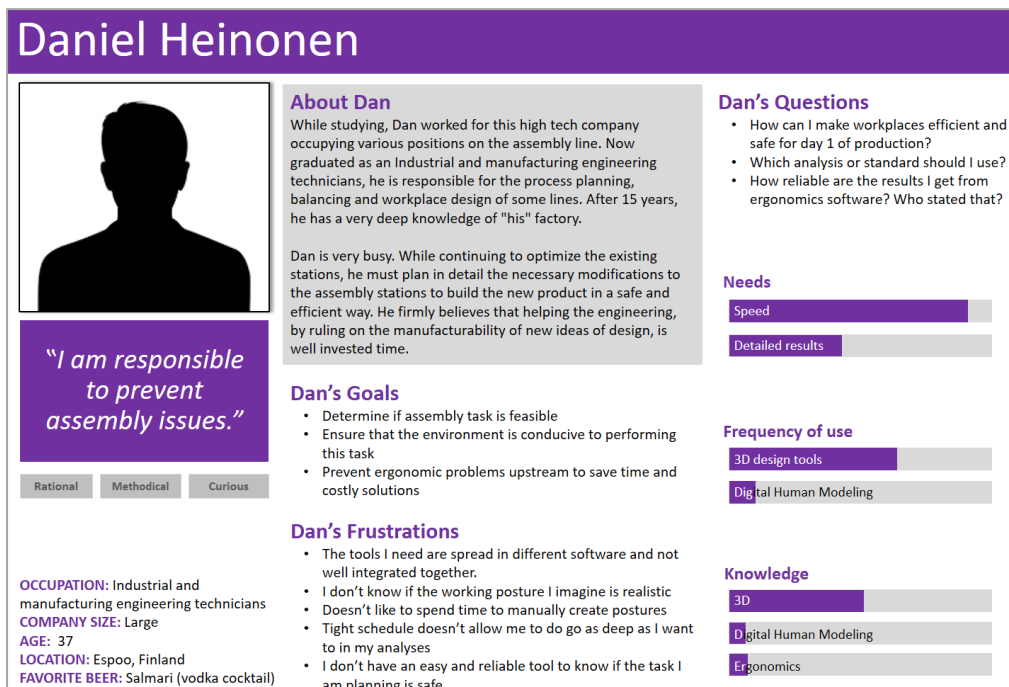 Daniel Heinonen
“I am responsible
to prevent
assembly issues.”
Rational
Methodical
Curious
OCCUPATION: Industrial and
manufacturing engineering technicians
COMPANY SIZE: Large
AGE: 37
LOCATION: Espoo, Finland
FAVORITE BEER: Salmari (vodka cocktail)
About Dan
While studying, Dan worked for this high tech company
occupying various positions on the assembly line. Now
graduated as an Industrial and manufacturing engineering
technicians, he is responsible for the process planning,
balancing and workplace design of some lines. After 15 years,
he has a very deep knowledge of "his" factory.
Dan is very busy. While continuing to optimize the existing
stations, he must plan in detail the necessary modifications to
the assembly stations to build the new product in a safe and
efficient way. He firmly believes that helping the engineering,
by ruling on the manufacturability of new ideas of design, is
well invested time.
Dan’s Goals
• Determine if assembly task is feasible
• Ensure that the environment is conducive to performing
this task
• Prevent ergonomic problems upstream to save time and
costly solutions
Dan’s Frustrations
• The tools I need are spread in different software and not
well integrated together.
• I don’t know if the working posture I imagine is realistic
• Doesn’t like to spend time to manually create postures
• Tight schedule doesn’t allow me to do go as deep as I want
to in my analyses
• I don’t have an easy and reliable tool to know if the task I
am planning is safe
Dan’s Questions
• How can I make workplaces efficient and
safe for day 1 of production?
• Which analysis or standard should I use?
• How reliable are the results I get from
ergonomics software? Who stated that?
Needs
Speed
Detailed results
Frequency of use
3D design tools
Digital Human Modeling
Knowledge
3D
Digital Human Modeling
Ergonomics